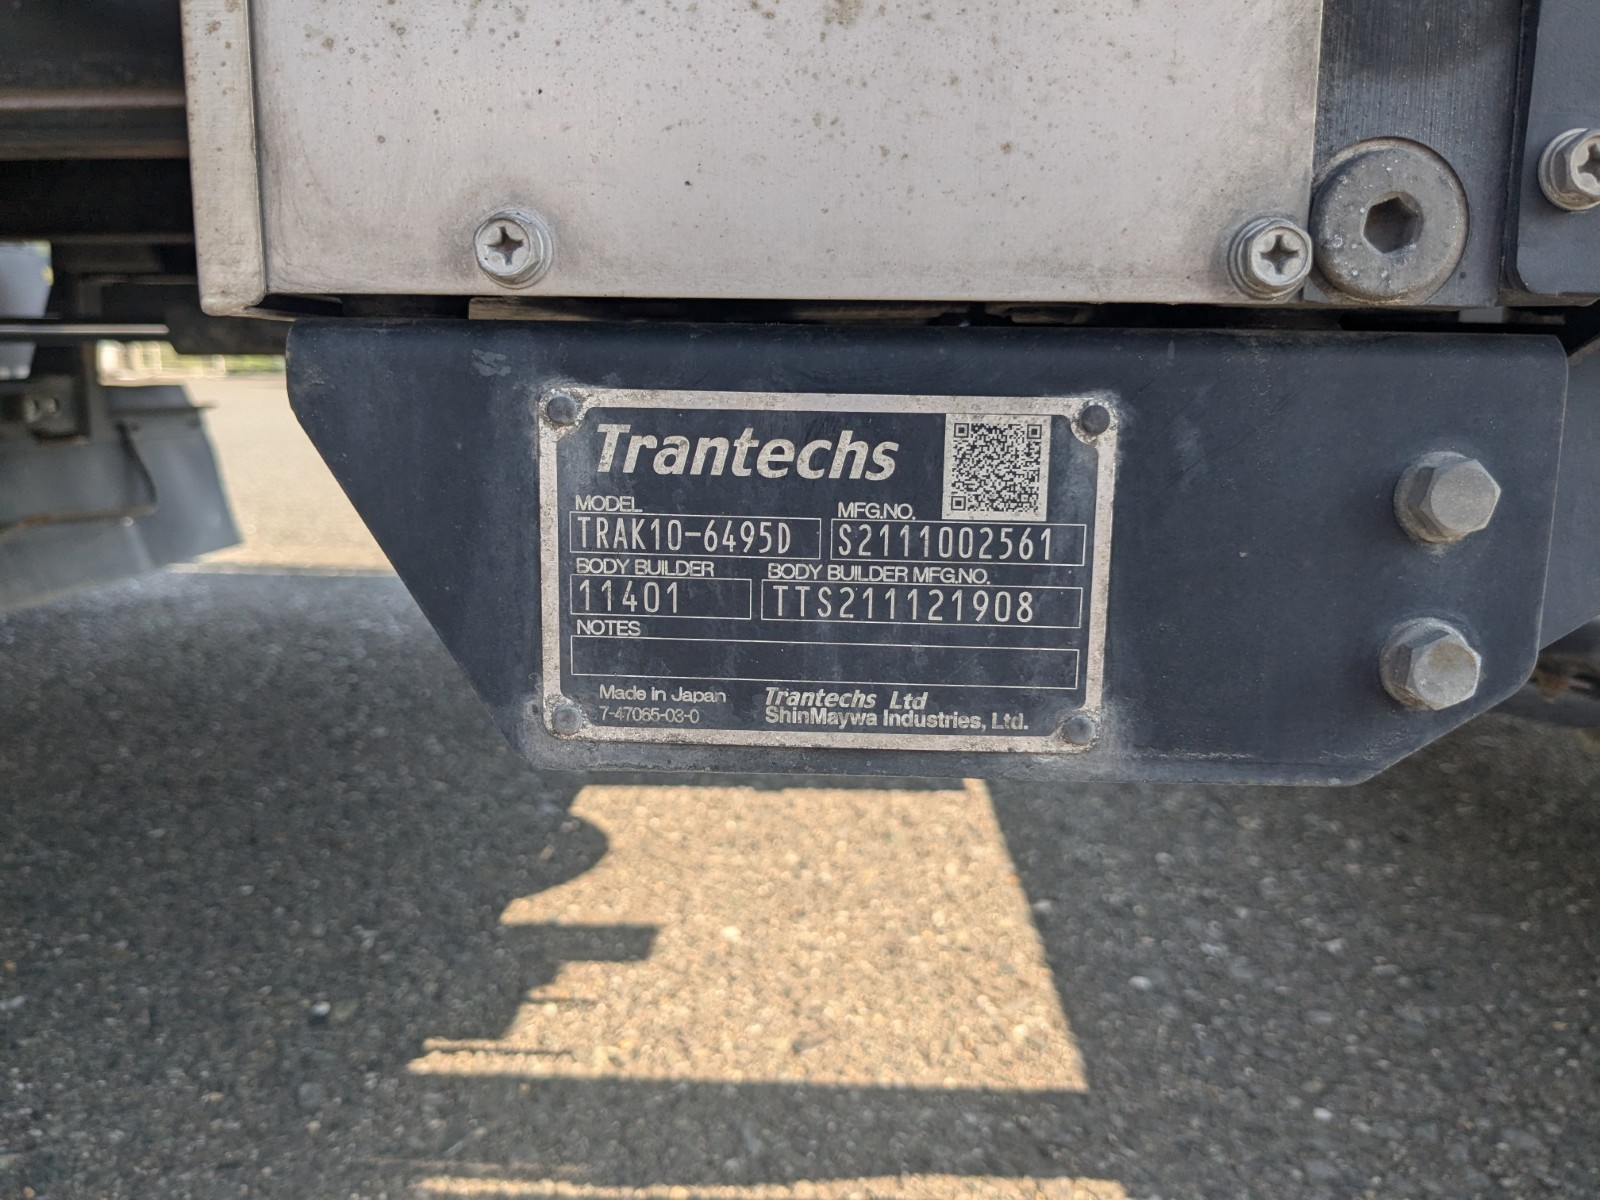 Trantechs
MODEL MFG.NO.
TRAK10-6495D S2111002561
BODY BUILDER BODY BUILDER MFG.NO.
11401 TTS211121908
NOTES
Made in Japan Trantechs Ltd
7-47065-03-0 ShinMaywa Industries, Ltd.